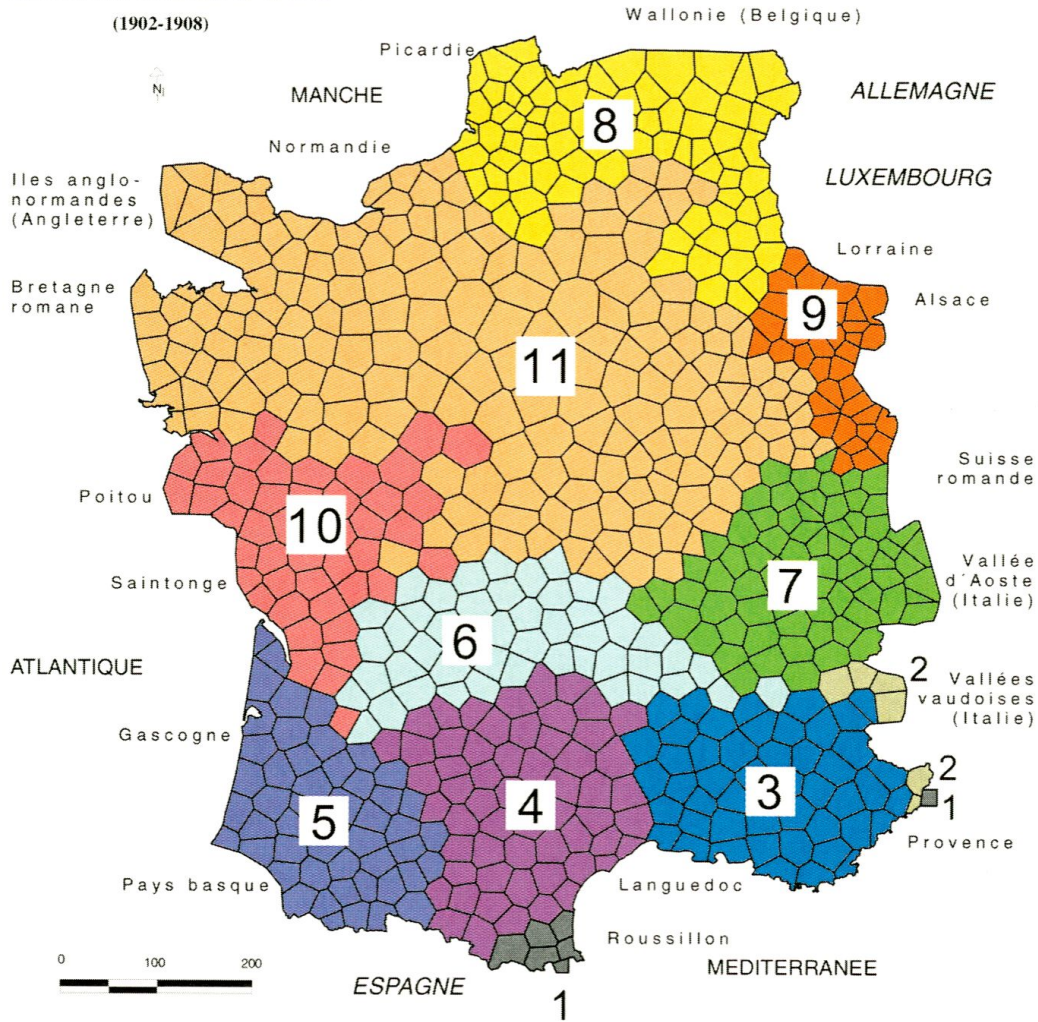 (1902-1908)
Wallonie (Belgique)
Picardie
N
MANCHE
ALLEMAGNE
8
Normandie
Iles anglo-
normandes
(Angleterre)
LUXEMBOURG
Lorraine
Bretagne
romane
Alsace
9
11
Suisse
romande
Poitou
10
Vallée
d´Aoste
(Italie)
Saintonge
7
6
ATLANTIQUE
2
Vallées
vaudoises
(Italie)
Gascogne
2
3
4
5
1
Provence
Pays basque
Languedoc
Roussillon
MEDITERRANEE
0 100 200
ESPAGNE
1